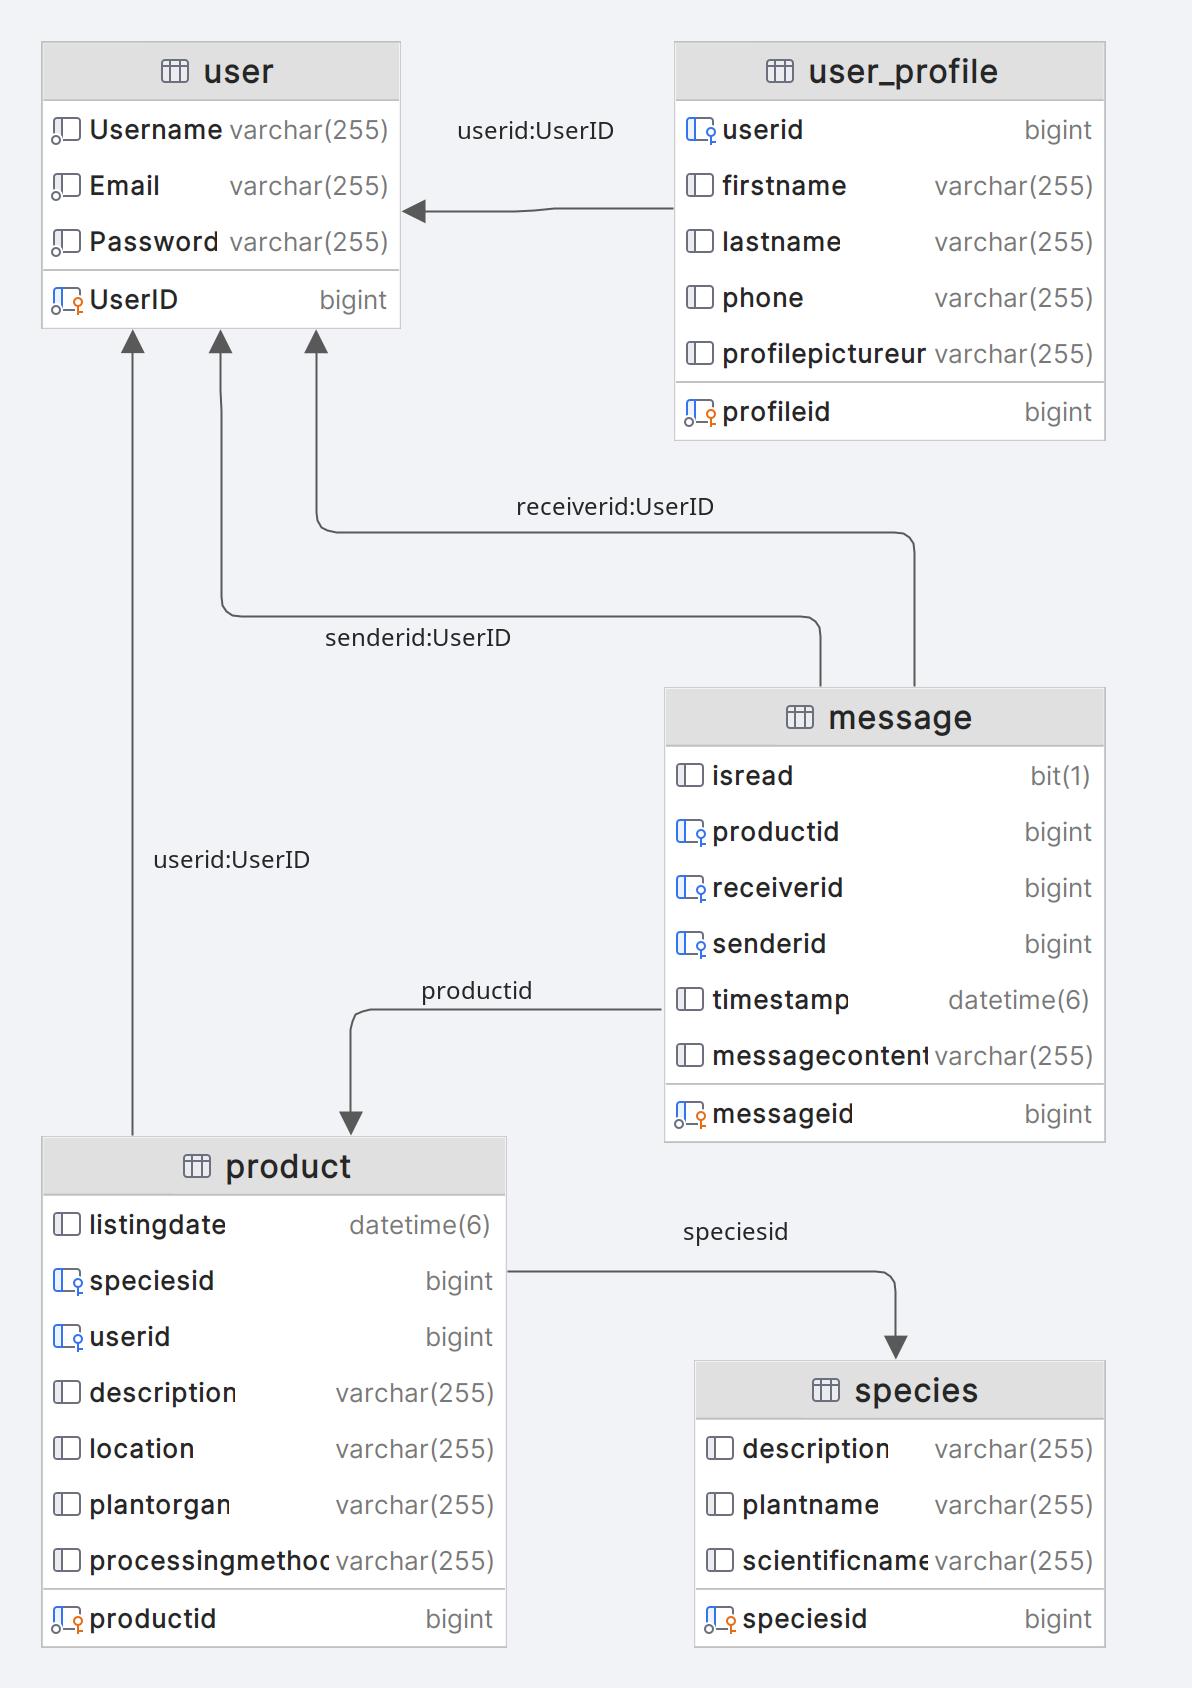 user
Username varchar(255)
Email varchar(255)
Password varchar(255)
UserID bigint
userid:UserID
user_profile
userid bigint
firstname varchar(255)
lastname varchar(255)
phone varchar(255)
profilepictureur varchar(255)
profileid bigint
receiverid:UserID
senderid:UserID
message
isread bit(1)
productid bigint
receiverid bigint
senderid bigint
timestamp datetime(6)
messagecontent varchar(255)
messageid bigint
userid:UserID
productid
product
listingdate datetime(6)
speciesid bigint
userid bigint
description varchar(255)
location varchar(255)
plantorgan varchar(255)
processingmethod varchar(255)
productid bigint
speciesid
species
description varchar(255)
plantname varchar(255)
scientificname varchar(255)
speciesid bigint